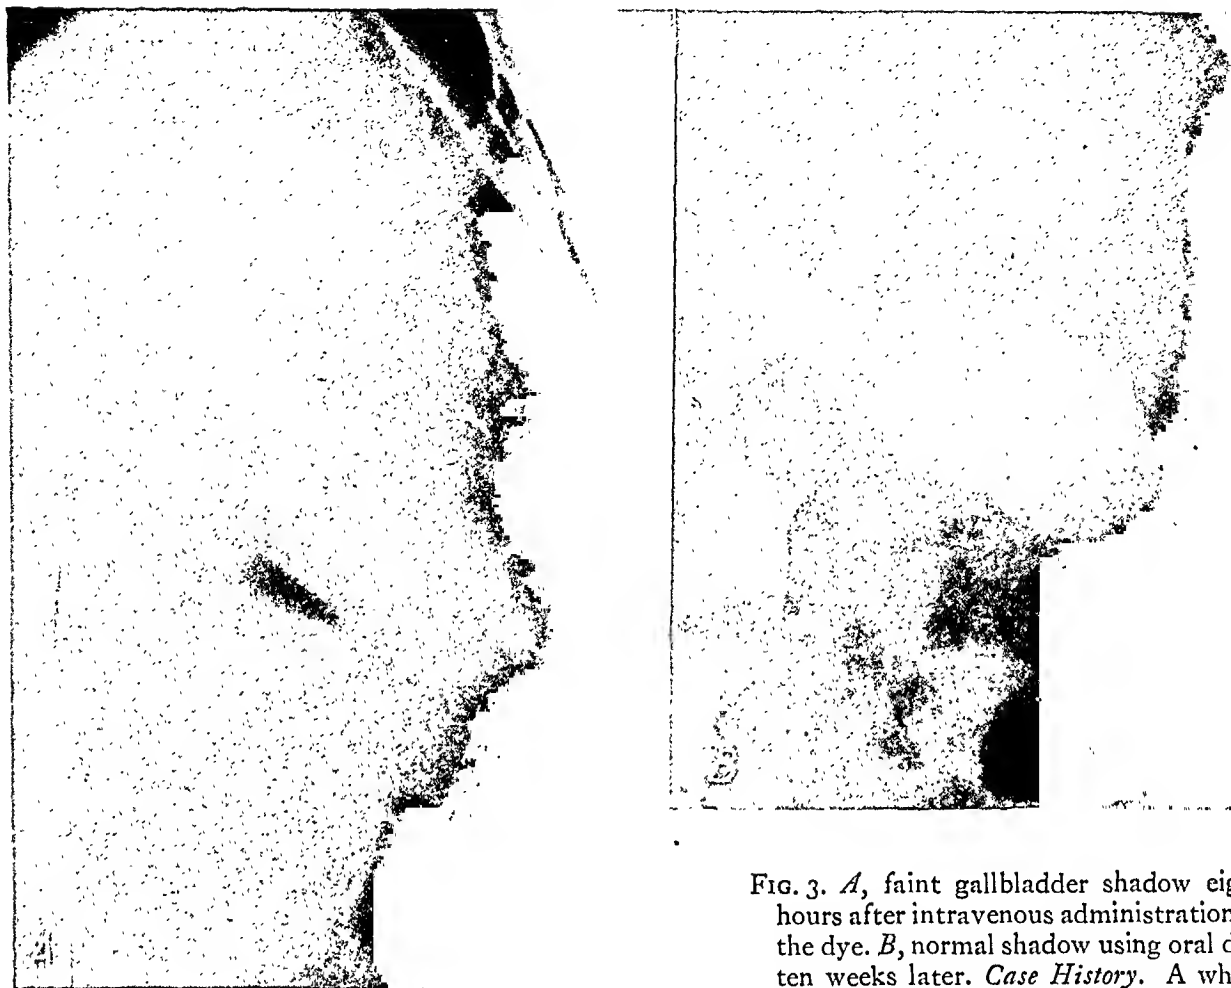 FIG. 3. A, faint gallbladder shadow eig
hours after intravenous administration
the dye. B, normal shadow using oral d
ten weeks later. Case History. A wh